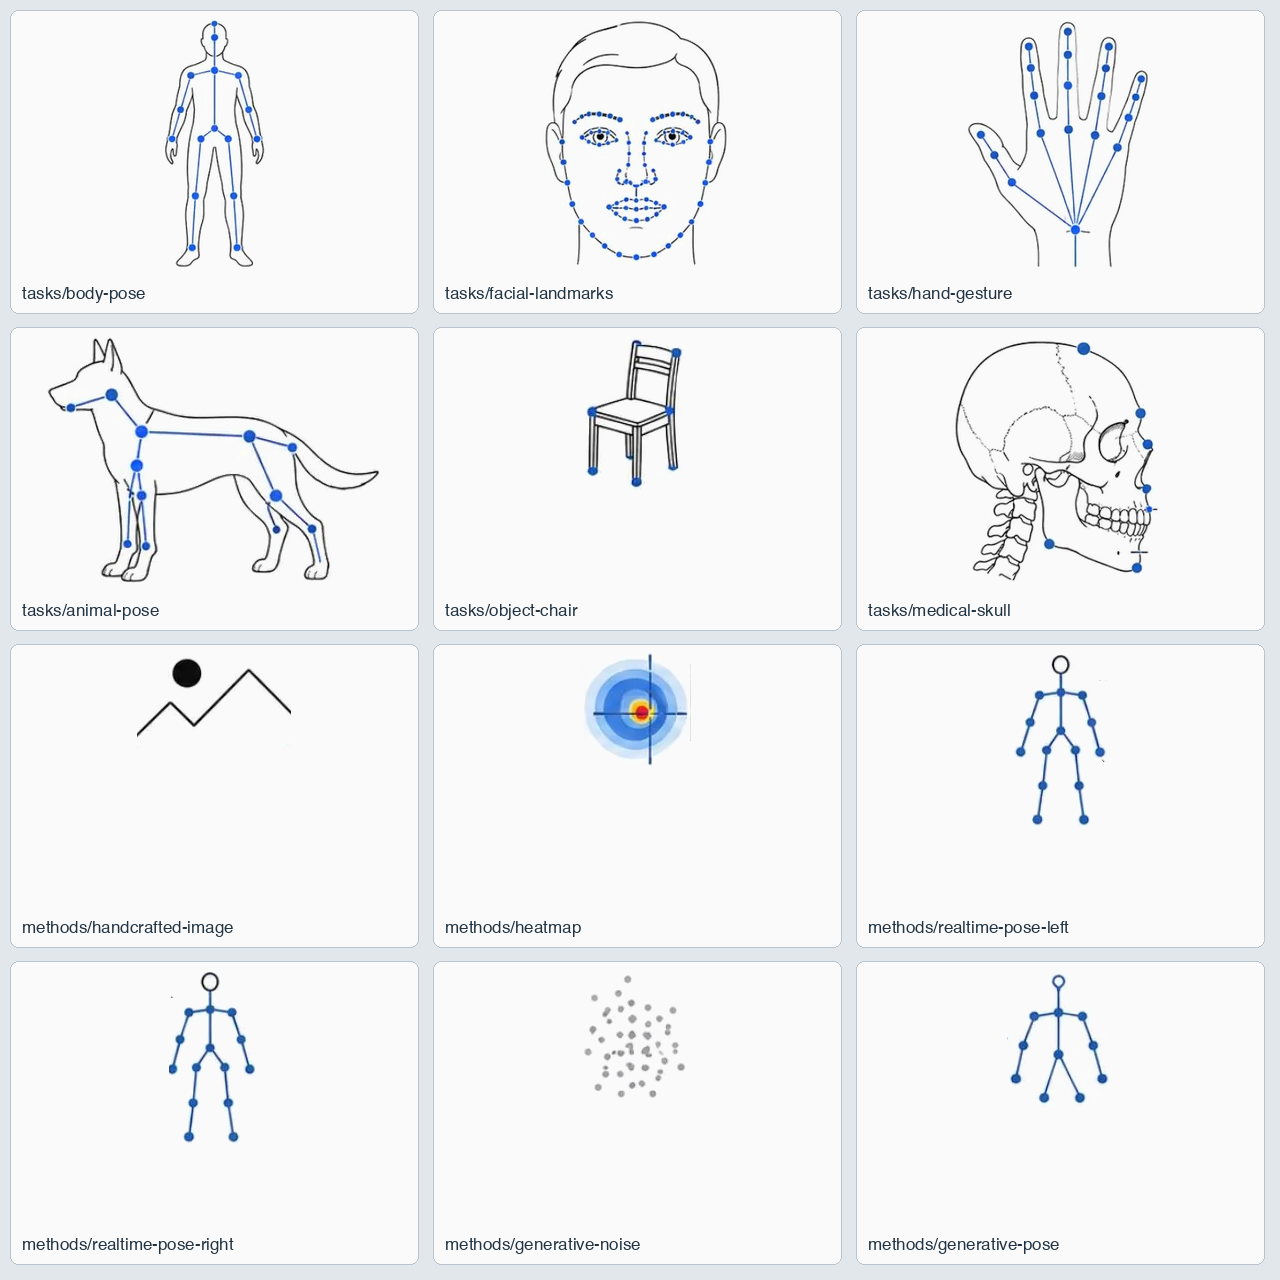 tasks/body-pose
tasks/facial-landmarks
tasks/hand-gesture
tasks/animal-pose
tasks/object-chair
tasks/medical-skull
methods/handcrafted-image
methods/heatmap
methods/realtime-pose-left
methods/realtime-pose-right
methods/generative-noise
methods/generative-pose